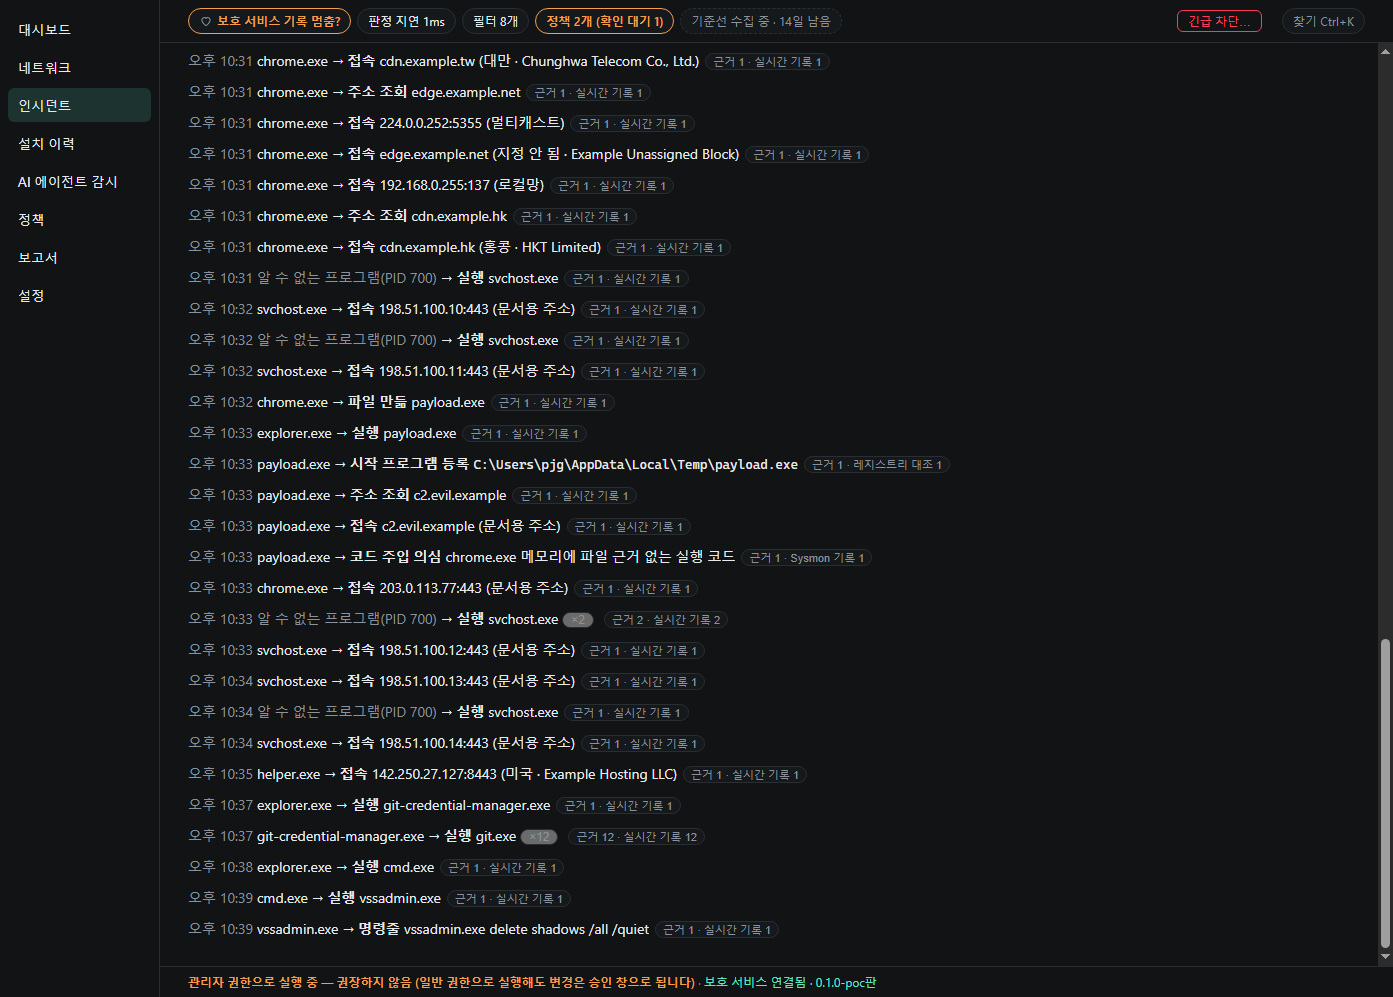 대시보드
네트워크
인시던트
설치 이력
AI 에이전트 감시
정책
보고서
설정
♡ 보호 서비스 기록 멈춤? 판정 지연 1ms 필터 8개 정책 2개 (확인 대기 1) 기준선 수집 중 · 14일 남음 긴급 차단... 찾기 Ctrl+K
오후 10:31 chrome.exe → 접속 cdn.example.tw (대만 · Chunghwa Telecom Co., Ltd.) 근거 1 · 실시간 기록 1
오후 10:31 chrome.exe → 주소 조회 edge.example.net 근거 1 · 실시간 기록 1
오후 10:31 chrome.exe → 접속 224.0.0.252:5355 (멀티캐스트) 근거 1 · 실시간 기록 1
오후 10:31 chrome.exe → 접속 edge.example.net (지정 안 됨 · Example Unassigned Block) 근거 1 · 실시간 기록 1
오후 10:31 chrome.exe → 접속 192.168.0.255:137 (로컬망) 근거 1 · 실시간 기록 1
오후 10:31 chrome.exe → 주소 조회 cdn.example.hk 근거 1 · 실시간 기록 1
오후 10:31 chrome.exe → 접속 cdn.example.hk (홍콩 · HKT Limited) 근거 1 · 실시간 기록 1
오후 10:31 알 수 없는 프로그램(PID 700) → 실행 svchost.exe 근거 1 · 실시간 기록 1
오후 10:32 svchost.exe → 접속 198.51.100.10:443 (문서용 주소) 근거 1 · 실시간 기록 1
오후 10:32 알 수 없는 프로그램(PID 700) → 실행 svchost.exe 근거 1 · 실시간 기록 1
오후 10:32 svchost.exe → 접속 198.51.100.11:443 (문서용 주소) 근거 1 · 실시간 기록 1
오후 10:32 chrome.exe → 파일 만듦 payload.exe 근거 1 · 실시간 기록 1
오후 10:33 explorer.exe → 실행 payload.exe 근거 1 · 실시간 기록 1
오후 10:33 payload.exe → 시작 프로그램 등록 C:\Users\pjg\AppData\Local\Temp\payload.exe 근거 1 · 레지스트리 대조 1
오후 10:33 payload.exe → 주소 조회 c2.evil.example 근거 1 · 실시간 기록 1
오후 10:33 payload.exe → 접속 c2.evil.example (문서용 주소) 근거 1 · 실시간 기록 1
오후 10:33 payload.exe → 코드 주입 의심 chrome.exe 메모리에 파일 근거 없는 실행 코드 근거 1 · Sysmon 기록 1
오후 10:33 chrome.exe → 접속 203.0.113.77:443 (문서용 주소) 근거 1 · 실시간 기록 1
오후 10:33 알 수 없는 프로그램(PID 700) → 실행 svchost.exe ×2 근거 2 · 실시간 기록 2
오후 10:33 svchost.exe → 접속 198.51.100.12:443 (문서용 주소) 근거 1 · 실시간 기록 1
오후 10:34 svchost.exe → 접속 198.51.100.13:443 (문서용 주소) 근거 1 · 실시간 기록 1
오후 10:34 알 수 없는 프로그램(PID 700) → 실행 svchost.exe 근거 1 · 실시간 기록 1
오후 10:34 svchost.exe → 접속 198.51.100.14:443 (문서용 주소) 근거 1 · 실시간 기록 1
오후 10:35 helper.exe → 접속 142.250.27.127:8443 (미국 · Example Hosting LLC) 근거 1 · 실시간 기록 1
오후 10:37 explorer.exe → 실행 git-credential-manager.exe 근거 1 · 실시간 기록 1
오후 10:37 git-credential-manager.exe → 실행 git.exe ×12 근거 12 · 실시간 기록 12
오후 10:38 explorer.exe → 실행 cmd.exe 근거 1 · 실시간 기록 1
오후 10:39 cmd.exe → 실행 vssadmin.exe 근거 1 · 실시간 기록 1
오후 10:39 vssadmin.exe → 명령줄 vssadmin.exe delete shadows /all /quiet 근거 1 · 실시간 기록 1
관리자 권한으로 실행 중 — 권장하지 않음 (일반 권한으로 실행해도 변경은 승인 창으로 됩니다) · 보호 서비스 연결됨 · 0.1.0-poc판